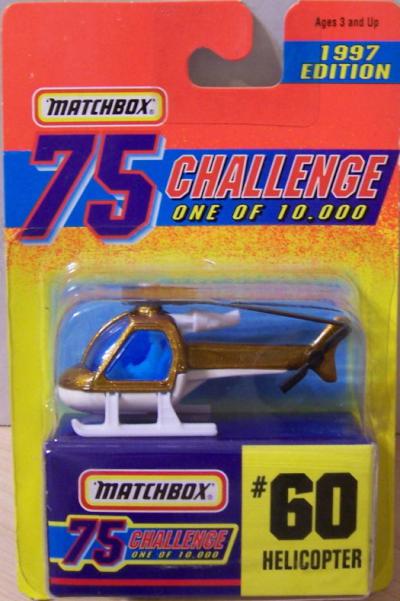 Ages 3 and Up
1997
EDITION
MATCHBOX
75 CHALLENGE
ONE OF 10.000
MATCHBOX
75 CHALLENGE
ONE OF 10.000
#60
HELICOPTER